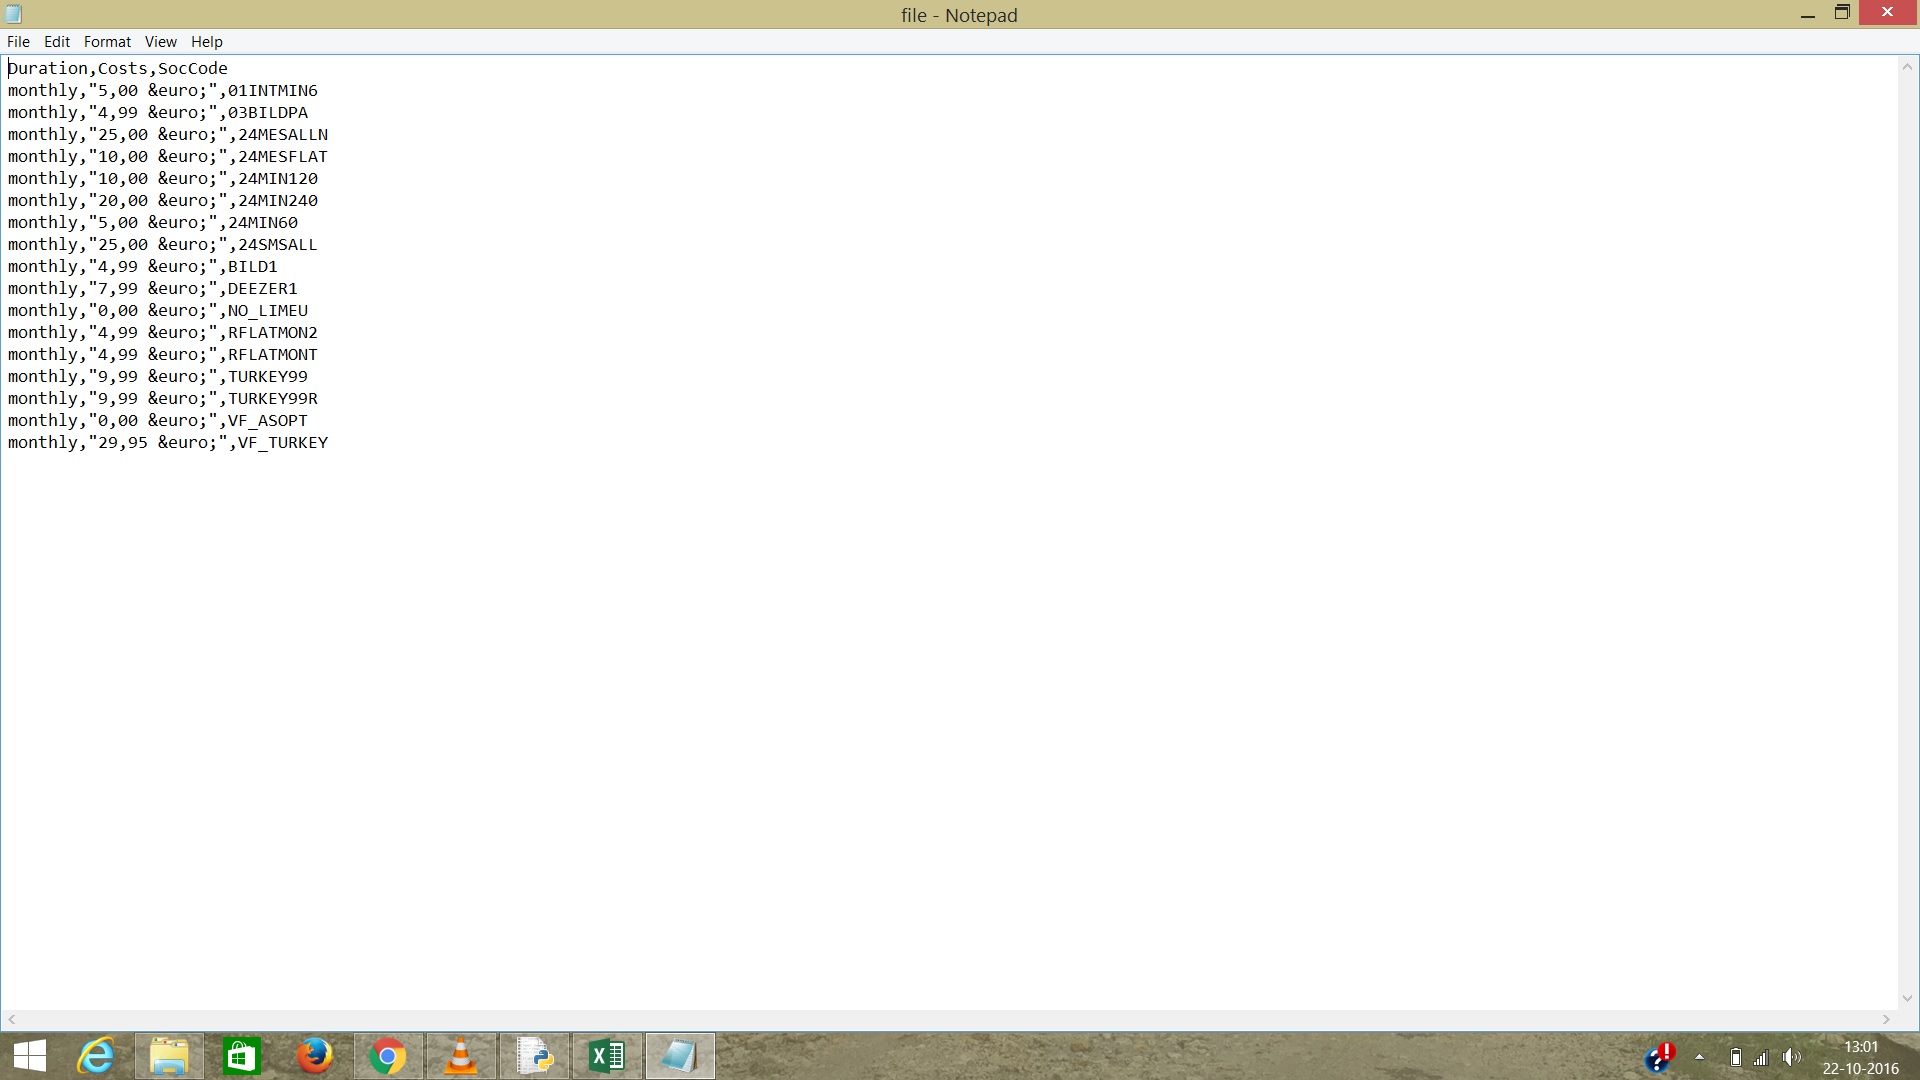 file - Notepad
File Edit Format View Help
Duration,Costs,SocCode
monthly,"5,00 &euro;",01INTMIN6
monthly,"4,99 &euro;",03BILDPA
monthly,"25,00 &euro;",24MESALLN
monthly,"10,00 &euro;",24MESFLAT
monthly,"10,00 &euro;",24MIN120
monthly,"20,00 &euro;",24MIN240
monthly,"5,00 &euro;",24MIN60
monthly,"25,00 &euro;",24SMSALL
monthly,"4,99 &euro;",BILD1
monthly,"7,99 &euro;",DEEZER1
monthly,"0,00 &euro;",NO_LIMEU
monthly,"4,99 &euro;",RFLATMON2
monthly,"4,99 &euro;",RFLATMONT
monthly,"9,99 &euro;",TURKEY99
monthly,"9,99 &euro;",TURKEY99R
monthly,"0,00 &euro;",VF_ASOPT
monthly,"29,95 &euro;",VF_TURKEY
13:01
22-10-2016